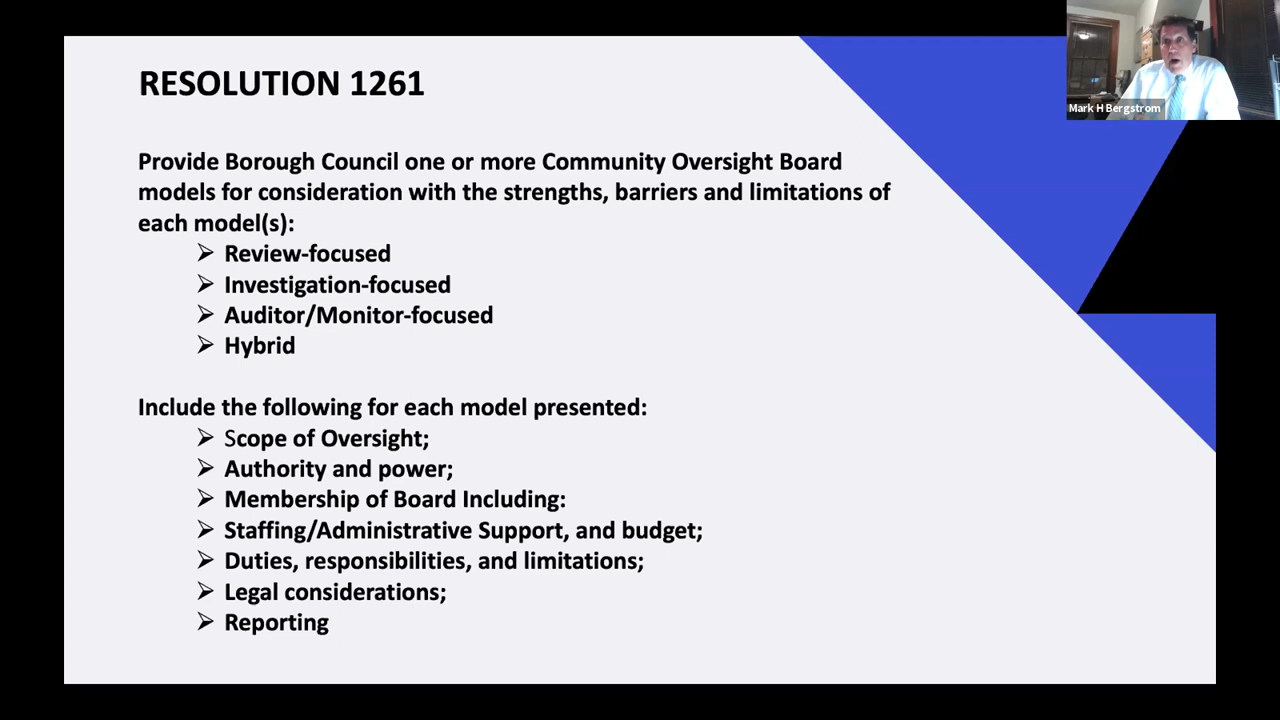 RESOLUTION 1261
Mark H Bergstrom
Provide Borough Council one or more Community Oversight Board
models for consideration with the strengths, barriers and limitations of
each model(s):
➢ Review-focused
➢ Investigation-focused
➢ Auditor/Monitor-focused
➢ Hybrid
Include the following for each model presented:
➢ Scope of Oversight;
➢ Authority and power;
➢ Membership of Board Including:
➢ Staffing/Administrative Support, and budget;
➢ Duties, responsibilities, and limitations;
➢ Legal considerations;
➢ Reporting